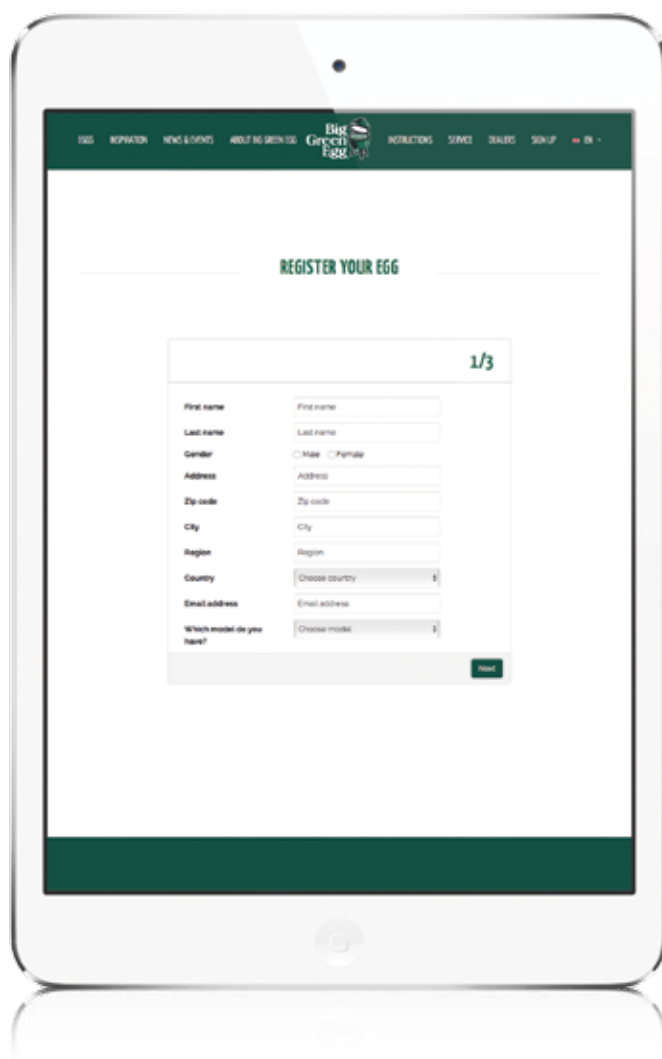 EGGS INSPIRATION NEWS & EVENTS ABOUT BIG GREEN EGG Big Green Egg INSTRUCTIONS SERVICE DEALERS SIGN UP EN
REGISTER YOUR EGG
1/3
First name First name
Last name Last name
Gender Male Female
Address Address
Zip code Zip code
City City
Region Region
Country Choose country
Email address Email address
Which model do you have? Choose model
Next